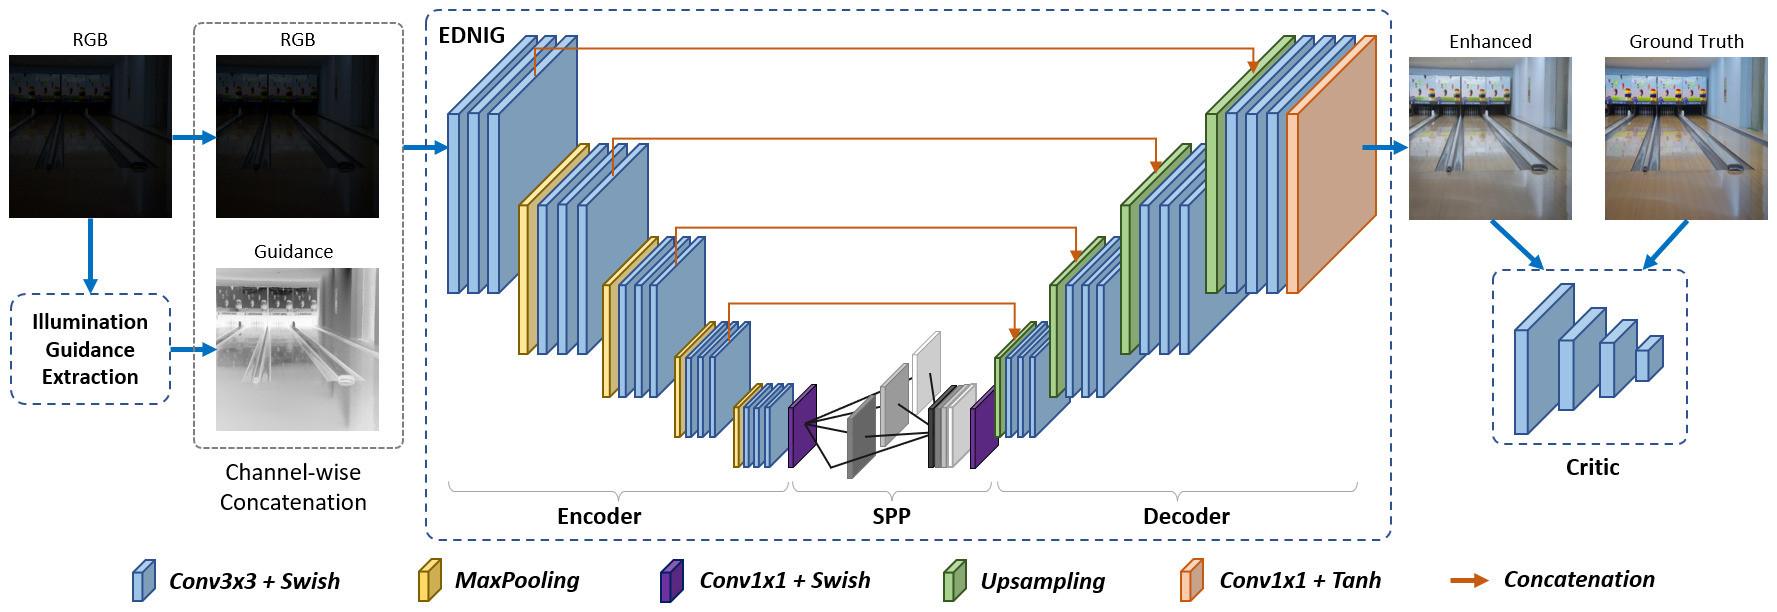 RGB
RGB
EDNIG
Enhanced
Ground Truth
Guidance
Illumination
Guidance
Extraction
Channel-wise
Concatenation
Encoder
SPP
Decoder
Critic
Conv3x3 + Swish
MaxPooling
Conv1x1 + Swish
Upsampling
Conv1x1 + Tanh
Concatenation